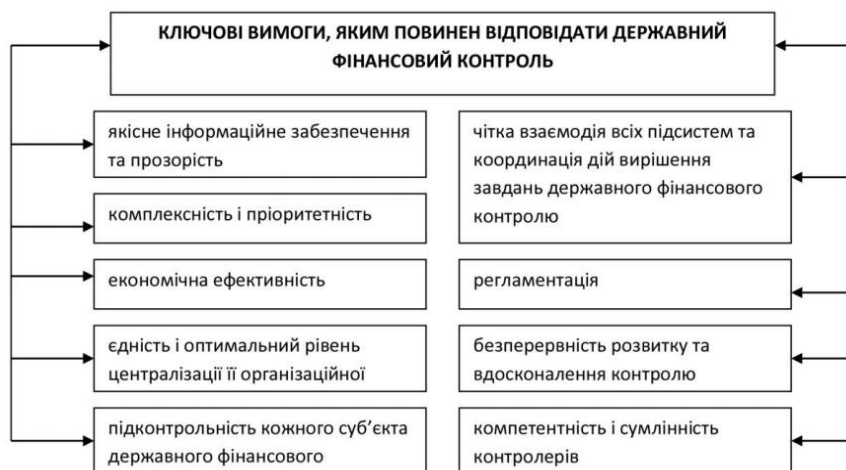 КЛЮЧОВІ ВИМОГИ, ЯКИМ ПОВИНЕН ВІДПОВІДАТИ ДЕРЖАВНИЙ
ФІНАНСОВИЙ КОНТРОЛЬ
якісне інформаційне забезпечення
та прозорість
комплексність і пріоритетність
економічна ефективність
єдність і оптимальний рівень
централізації її організаційної
підконтрольність кожного суб’єкта
державного фінансового
чітка взаємодія всіх підсистем та
координація дій вирішення
завдань державного фінансового
контролю
регламентація
безперервність розвитку та
вдосконалення контролю
компетентність і сумлінність
контролерів